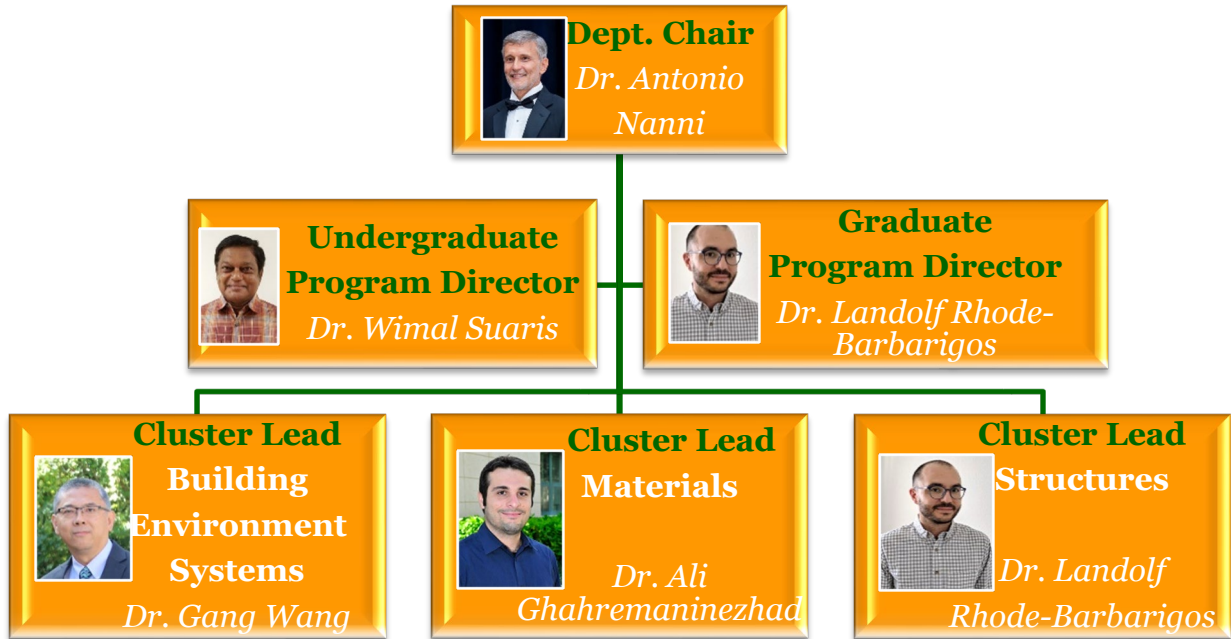 Dept. Chair
Dr. Antonio
Nanni
Undergraduate
Program Director
Dr. Wimal Suaris
Graduate
Program Director
Dr. Landolf Rhode-
Barbarigos
Cluster Lead
Building
Environment
Systems
Dr. Gang Wang
Cluster Lead
Materials
Dr. Ali
Ghahremaninezhad
Cluster Lead
Structures
Dr. Landolf
Rhode-Barbarigos